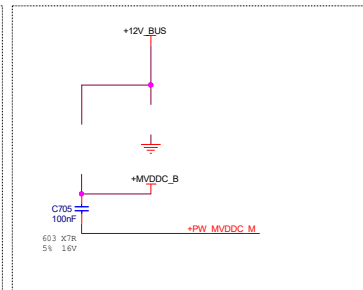 +12V_BUS
+MVDDC_B
C705
100nF
+PW_MVDDC_M
603 X7R
5% 16V